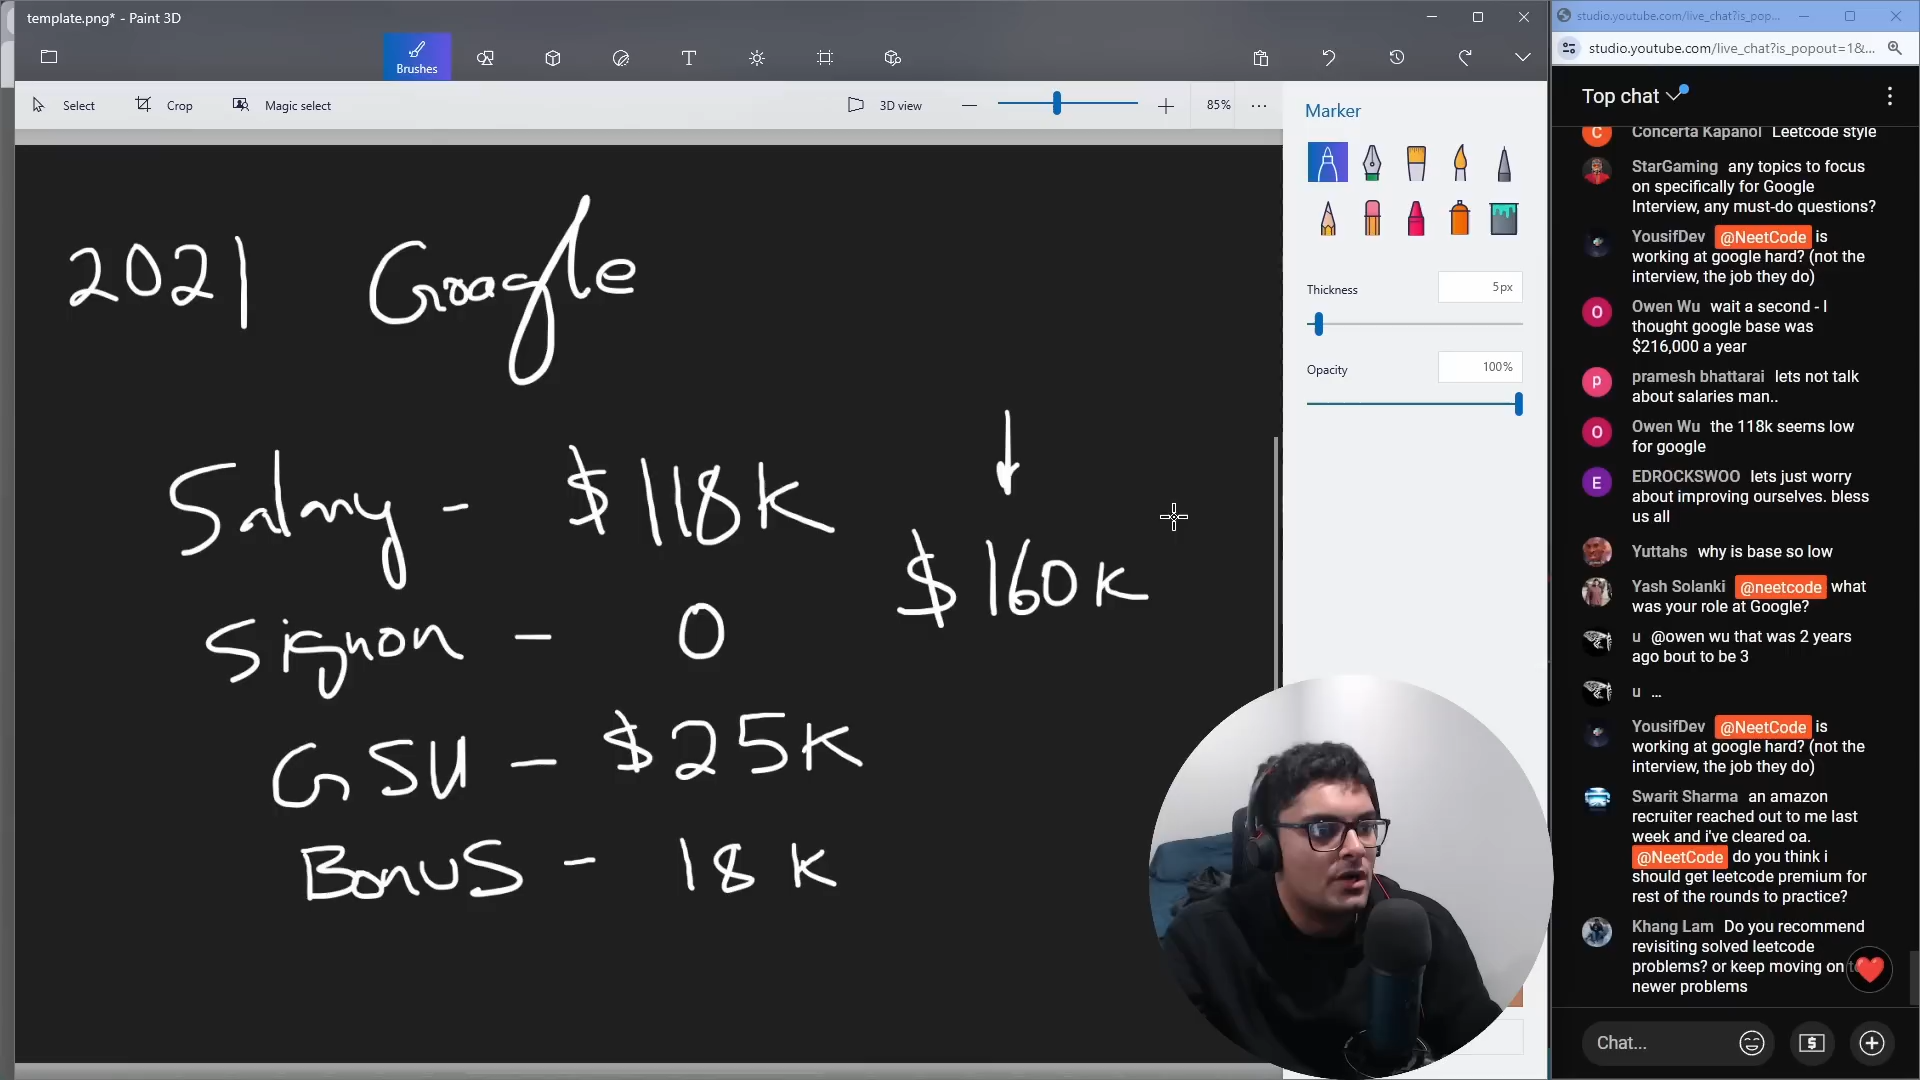 template.png* - Paint 3D
Brushes
Select Crop Magic select 3D view 85%
2021 Google
Salary - $118K
$160K
Signon - 0
GSU - $25K
Bonus - 18K
Marker
Thickness 5px
Opacity 100%
studio.youtube.com/live_chat?is_pop...
studio.youtube.com/live_chat?is_popout=1&...
Top chat
Concerta Kapanol Leetcode style
StarGaming any topics to focus
on specifically for Google
Interview, any must-do questions?
YousifDev @NeetCode is
working at google hard? (not the
interview, the job they do)
Owen Wu wait a second - I
thought google base was
$216,000 a year
pramesh bhattarai lets not talk
about salaries man..
Owen Wu the 118k seems low
for google
EDROCKSWOO lets just worry
about improving ourselves. bless
us all
Yuttahs why is base so low
Yash Solanki @neetcode what
was your role at Google?
u @owen wu that was 2 years
ago bout to be 3
u ...
YousifDev @NeetCode is
working at google hard? (not the
interview, the job they do)
Swarit Sharma an amazon
recruiter reached out to me last
week and i've cleared oa.
@NeetCode do you think i
should get leetcode premium for
rest of the rounds to practice?
Khang Lam Do you recommend
revisiting solved leetcode
problems? or keep moving on
newer problems
Chat...